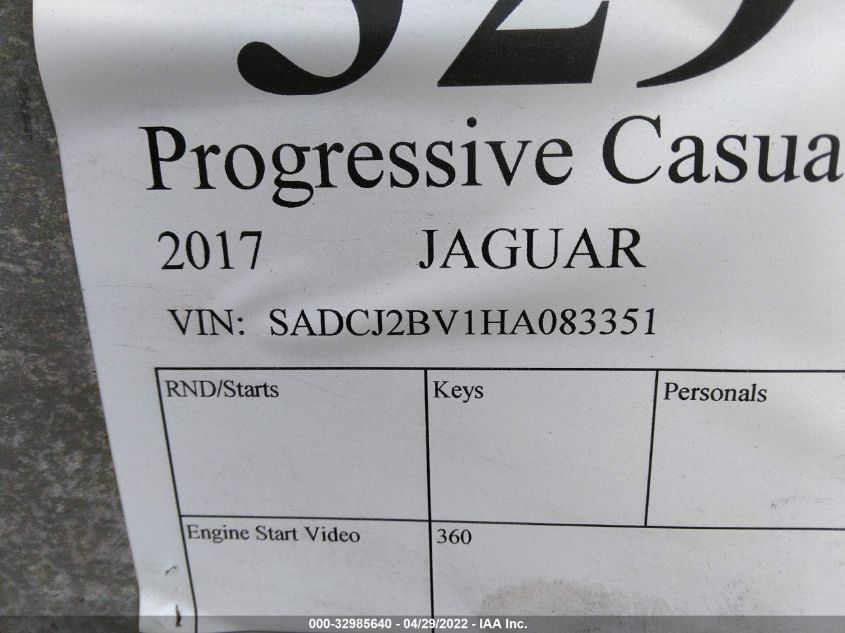 Progressive Casua
2017 JAGUAR
VIN: SADCJ2BV1HA083351
RND/Starts Keys Personals
Engine Start Video 360
000-32985640 - 04/29/2022 - IAA Inc.